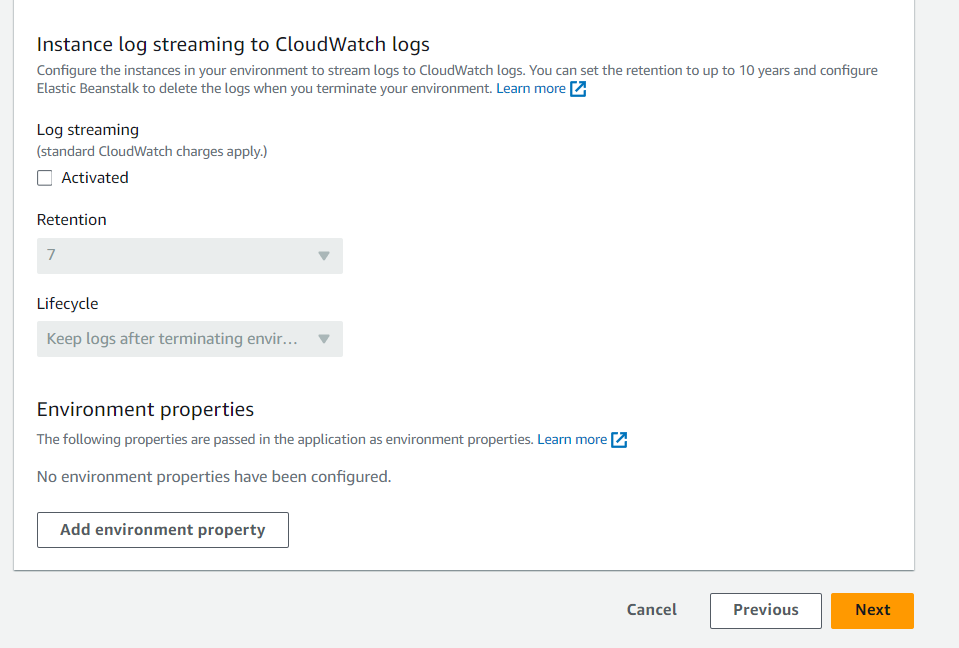 Instance log streaming to CloudWatch logs
Configure the instances in your environment to stream logs to CloudWatch logs. You can set the retention to up to 10 years and configure
Elastic Beanstalk to delete the logs when you terminate your environment. Learn more
Log streaming
(standard CloudWatch charges apply.)
Activated
Retention
7
Lifecycle
Keep logs after terminating envir...
Environment properties
The following properties are passed in the application as environment properties. Learn more
No environment properties have been configured.
Add environment property
Cancel Previous Next